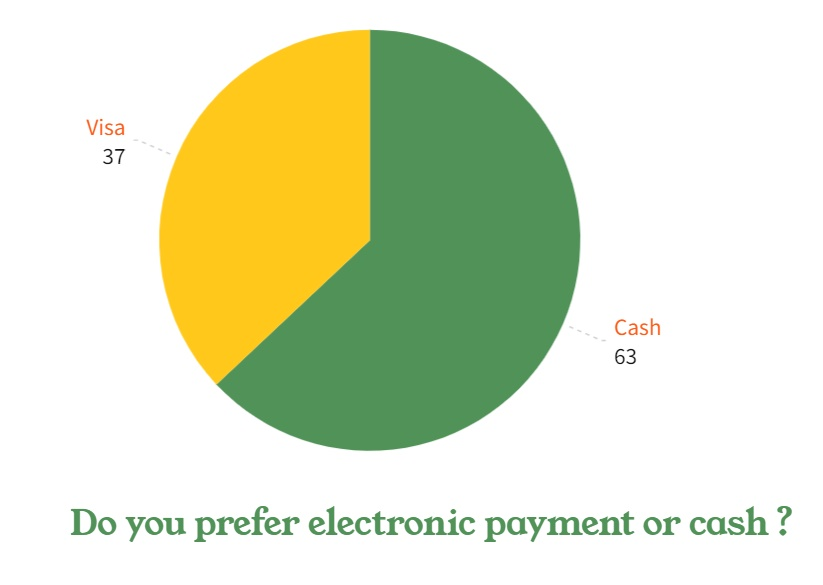 Visa
37
Cash
63
Do you prefer electronic payment or cash ?